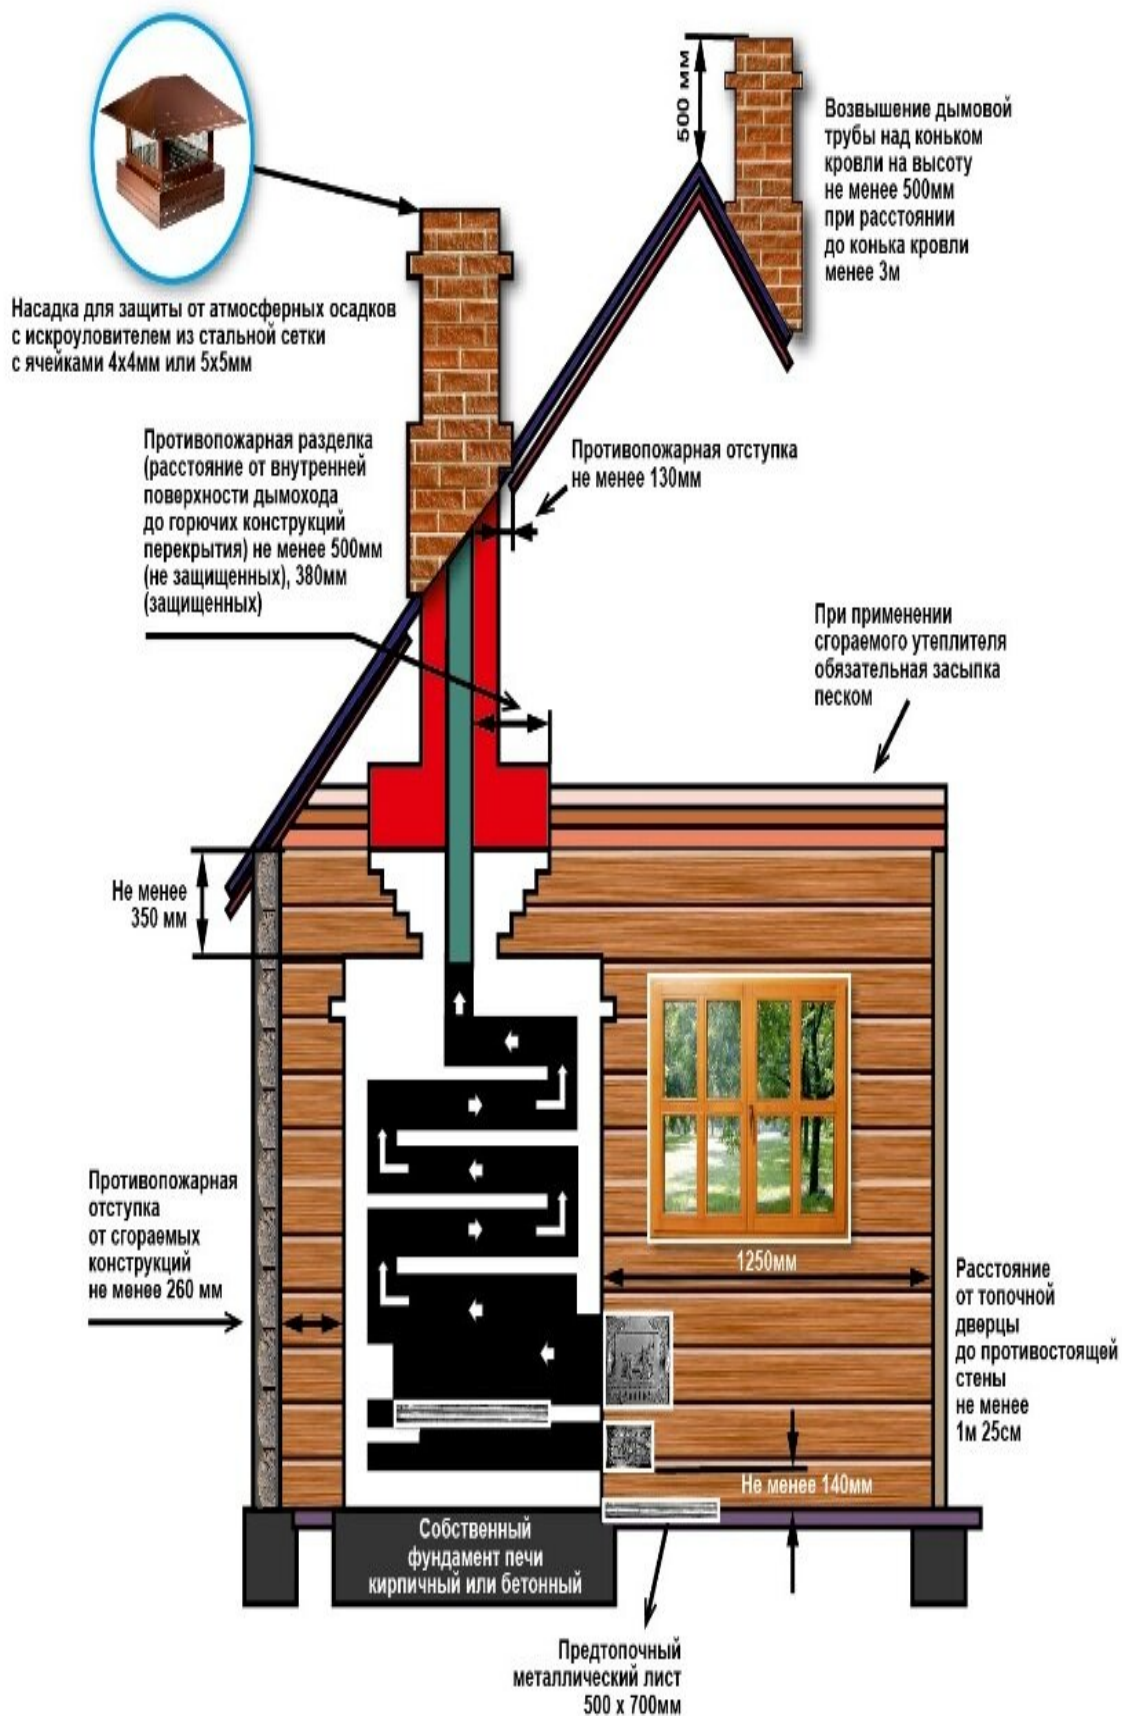 500 мм
Возвышение дымовой
трубы над коньком
кровли на высоту
не менее 500мм
при расстоянии
до конька кровли
менее 3м
Насадка для защиты от атмосферных осадков
с искроуловителем из стальной сетки
с ячейками 4х4мм или 5х5мм
Противопожарная разделка
(расстояние от внутренней
поверхности дымохода
до горючих конструкций
перекрытия) не менее 500мм
(не защищенных), 380мм
(защищенных)
Противопожарная отступка
не менее 130мм
При применении
сгораемого утеплителя
обязательная засыпка
песком
Не менее
350 мм
Противопожарная
отступка
от сгораемых
конструкций
не менее 260 мм
1250мм
Расстояние
от топочной
дверцы
до противостоящей
стены
не менее
1м 25см
Не менее 140мм
Собственный
фундамент печи
кирпичный или бетонный
Предтопочный
металлический лист
500 х 700мм